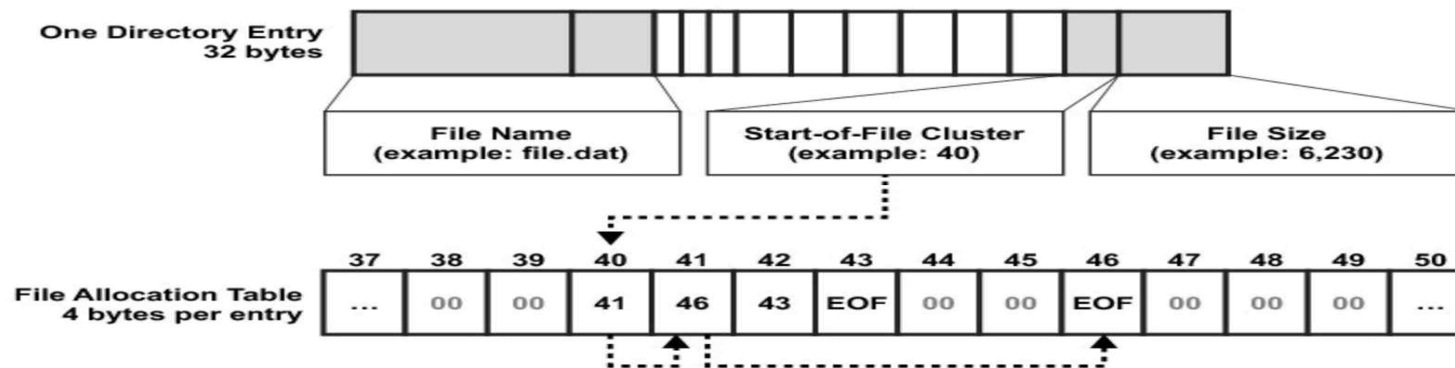 One Directory Entry
32 bytes
File Name
(example: file.dat)
Start-of-File Cluster
(example: 40)
File Size
(example: 6,230)
37 38 39 40 41 42 43 44 45 46 47 48 49 50
File Allocation Table
4 bytes per entry
... 00 00 41 46 43 EOF 00 00 EOF 00 00 00 ...